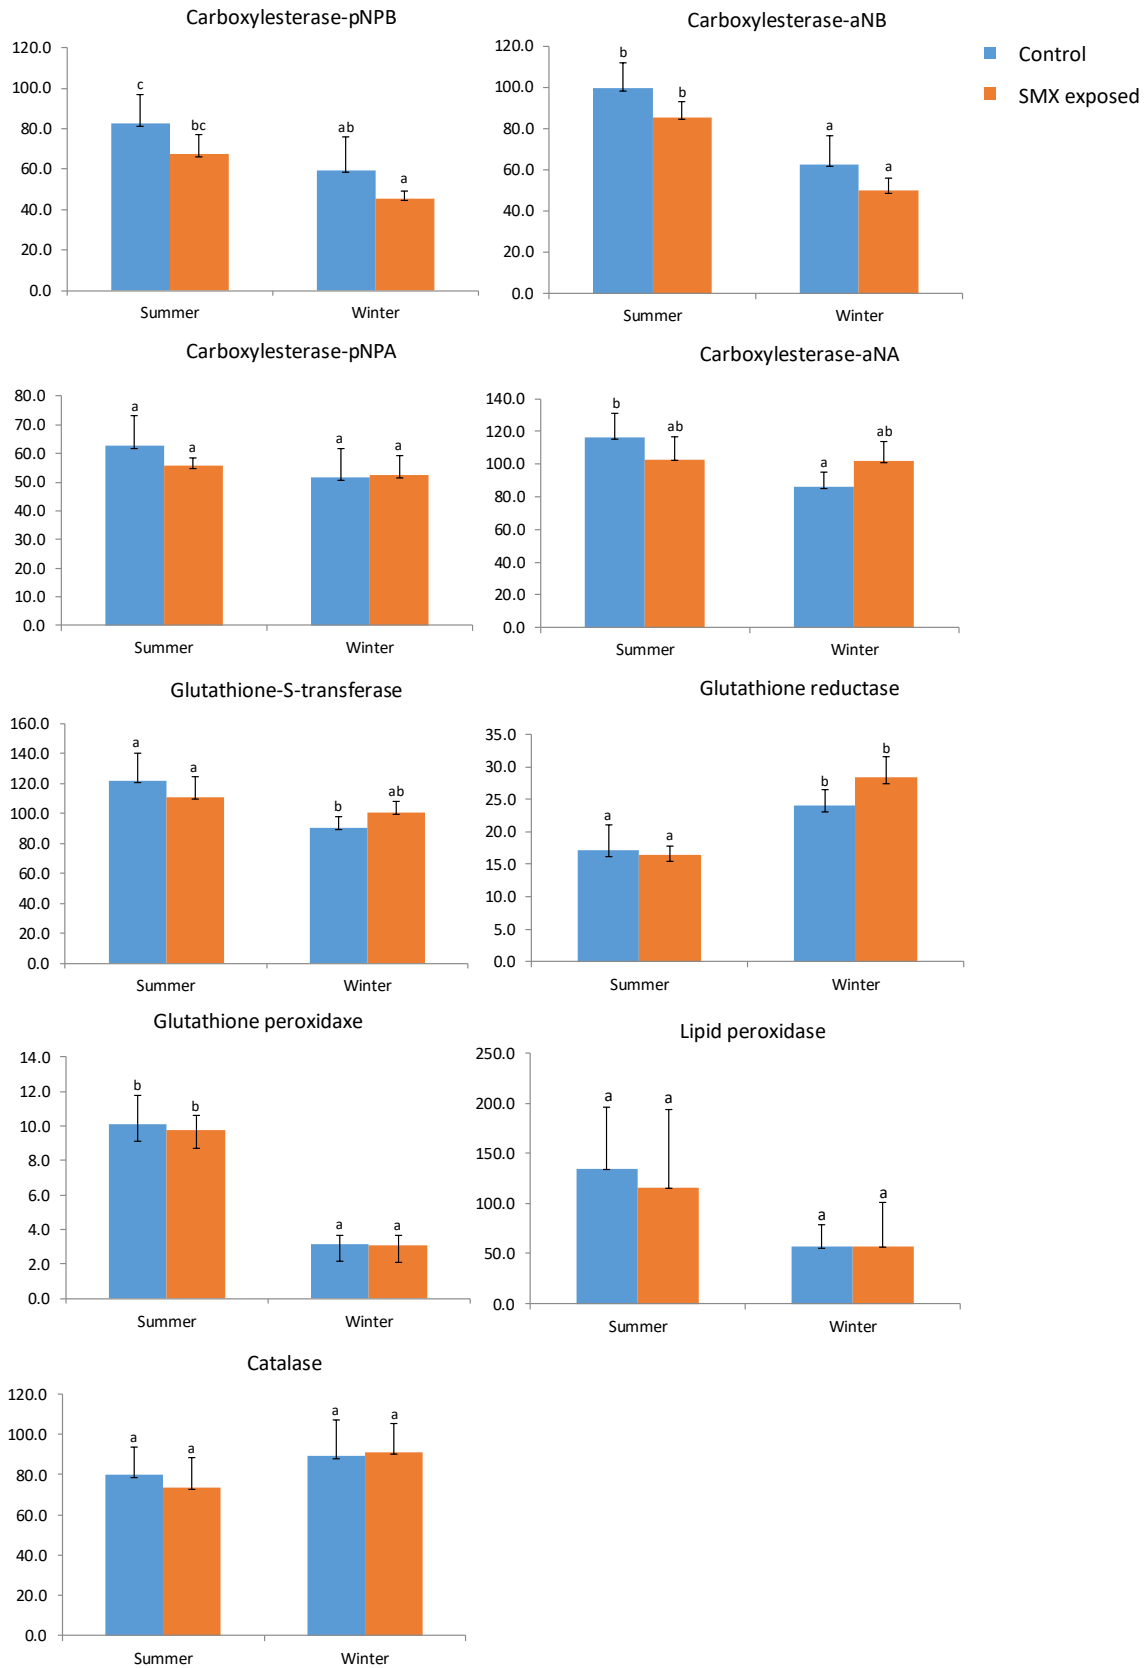 Carboxylesterase-pNPB
120.0
100.0
80.0
60.0
40.0
20.0
0.0
c
bc
ab
a
Summer
Winter
Carboxylesterase-aNB
120.0
100.0
80.0
60.0
40.0
20.0
0.0
b
b
a
a
Summer
Winter
Control
SMX exposed
Carboxylesterase-pNPA
80.0
70.0
60.0
50.0
40.0
30.0
20.0
10.0
0.0
a
a
a
a
Summer
Winter
Carboxylesterase-aNA
140.0
120.0
100.0
80.0
60.0
40.0
20.0
0.0
b
ab
a
ab
Summer
Winter
Glutathione-S-transferase
160.0
140.0
120.0
100.0
80.0
60.0
40.0
20.0
0.0
a
a
b
ab
Summer
Winter
Glutathione reductase
35.0
30.0
25.0
20.0
15.0
10.0
5.0
0.0
a
a
b
b
Summer
Winter
Glutathione peroxidaxe
14.0
12.0
10.0
8.0
6.0
4.0
2.0
0.0
b
b
a
a
Summer
Winter
Lipid peroxidase
250.0
200.0
150.0
100.0
50.0
0.0
a
a
a
a
Summer
Winter
Catalase
120.0
100.0
80.0
60.0
40.0
20.0
0.0
a
a
a
a
Summer
Winter